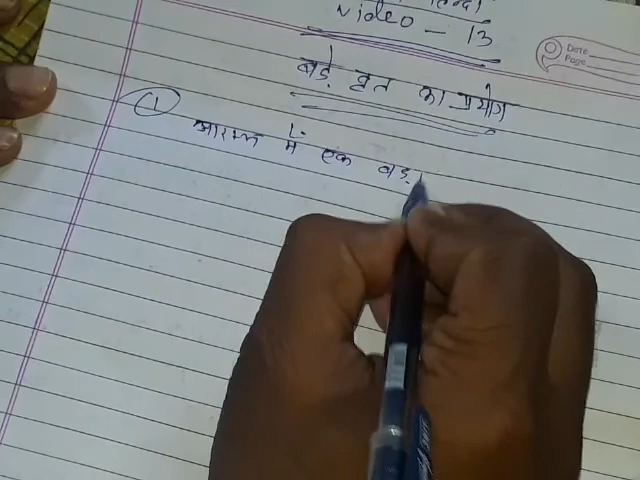 हिन्दी
Video - 13
Date
Page
बड़े वृत का प्रयोग
① आरम्भ में एक बड़